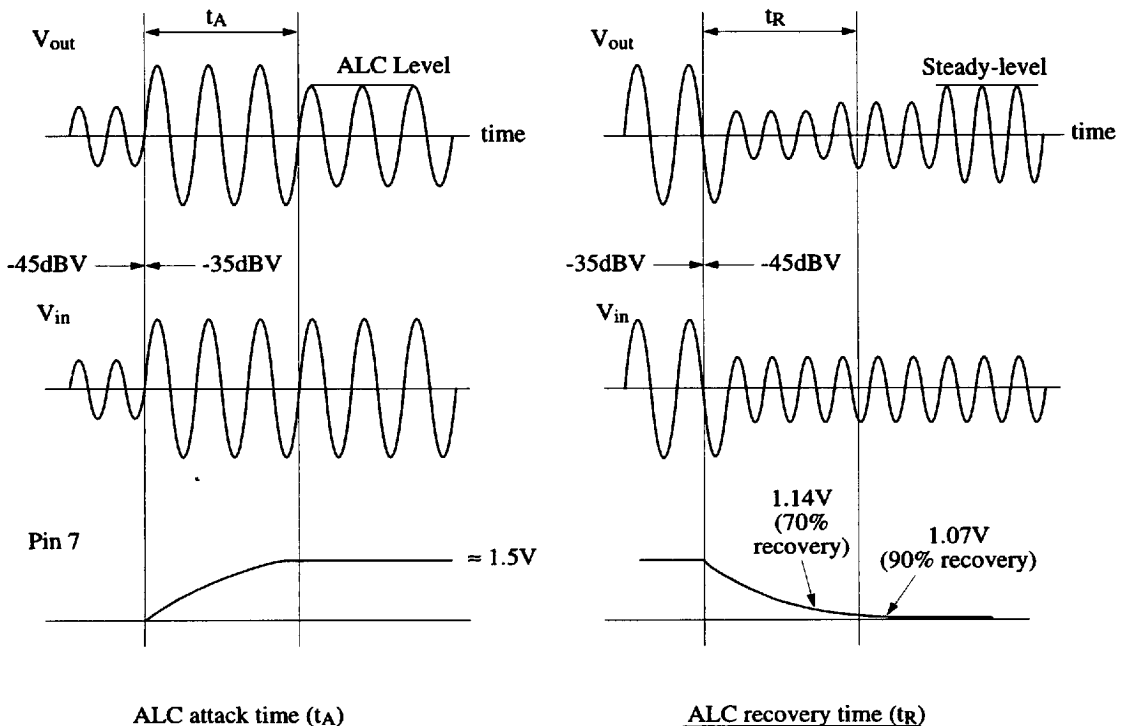 tA
Vout
ALC Level
time
-45dBV
-35dBV
Vin
Pin 7
≈ 1.5V
ALC attack time (tA)
tR
Vout
Steady-level
time
-35dBV
-45dBV
Vin
1.14V
(70%
recovery)
1.07V
(90% recovery)
ALC recovery time (tR)